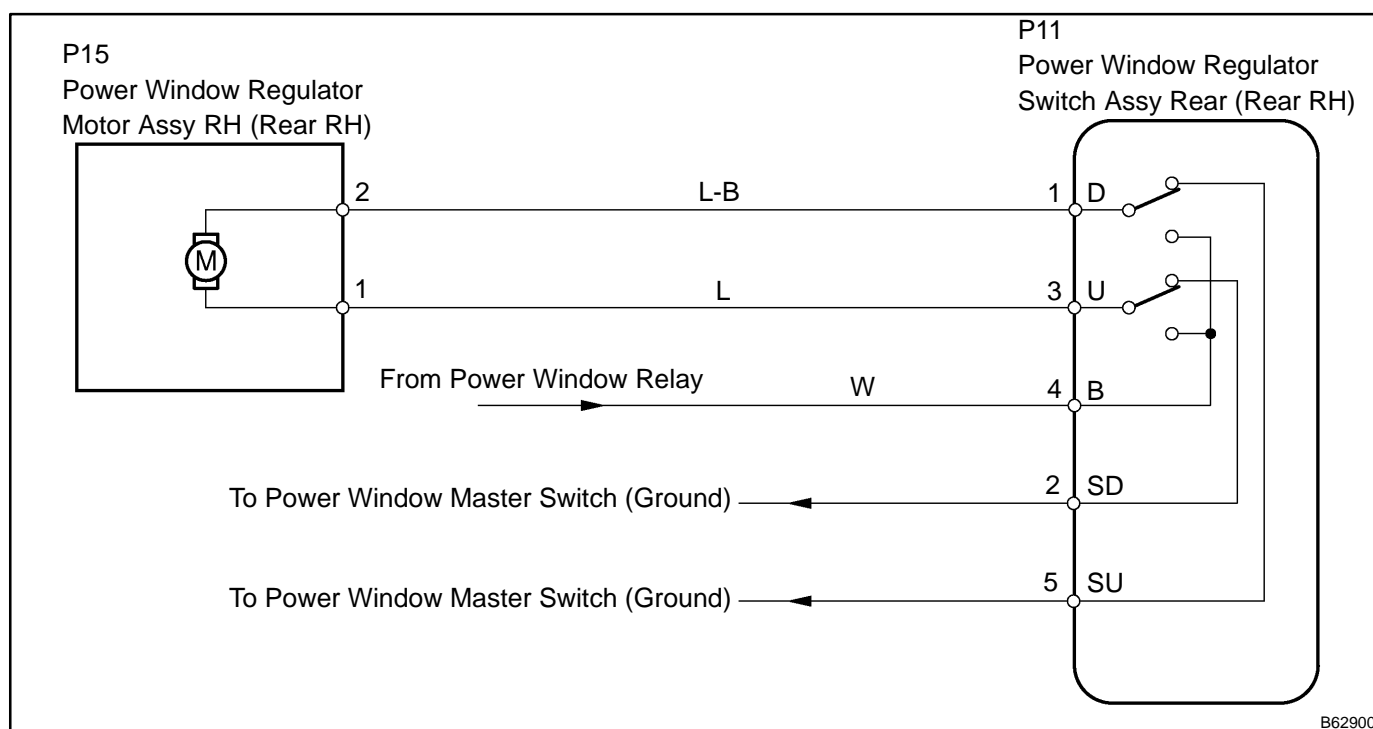 P15
Power Window Regulator
Motor Assy RH (Rear RH)
P11
Power Window Regulator
Switch Assy Rear (Rear RH)
M
2 L-B 1 D
1 L 3 U
From Power Window Relay W 4 B
To Power Window Master Switch (Ground) 2 SD
To Power Window Master Switch (Ground) 5 SU
B62900